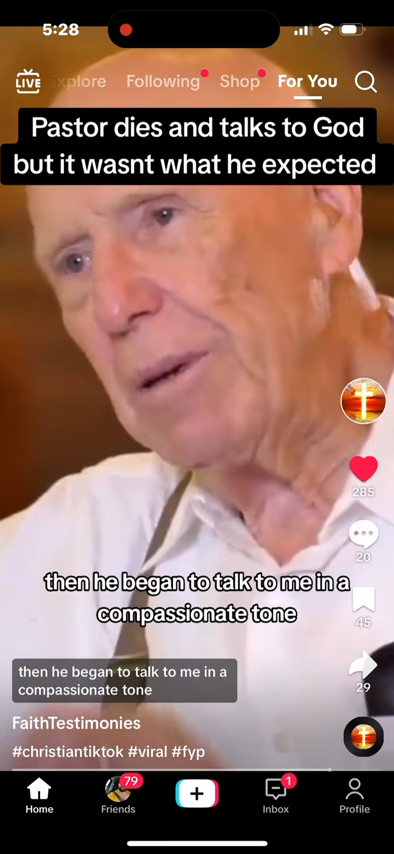 5:28
LIVE
Explore Following Shop For You
Pastor dies and talks to God
but it wasnt what he expected
285
20
then he began to talk to me in a
compassionate tone
45
then he began to talk to me in a
compassionate tone
29
FaithTestimonies
#christiantiktok #viral #fyp
79
1
Home Friends Inbox Profile